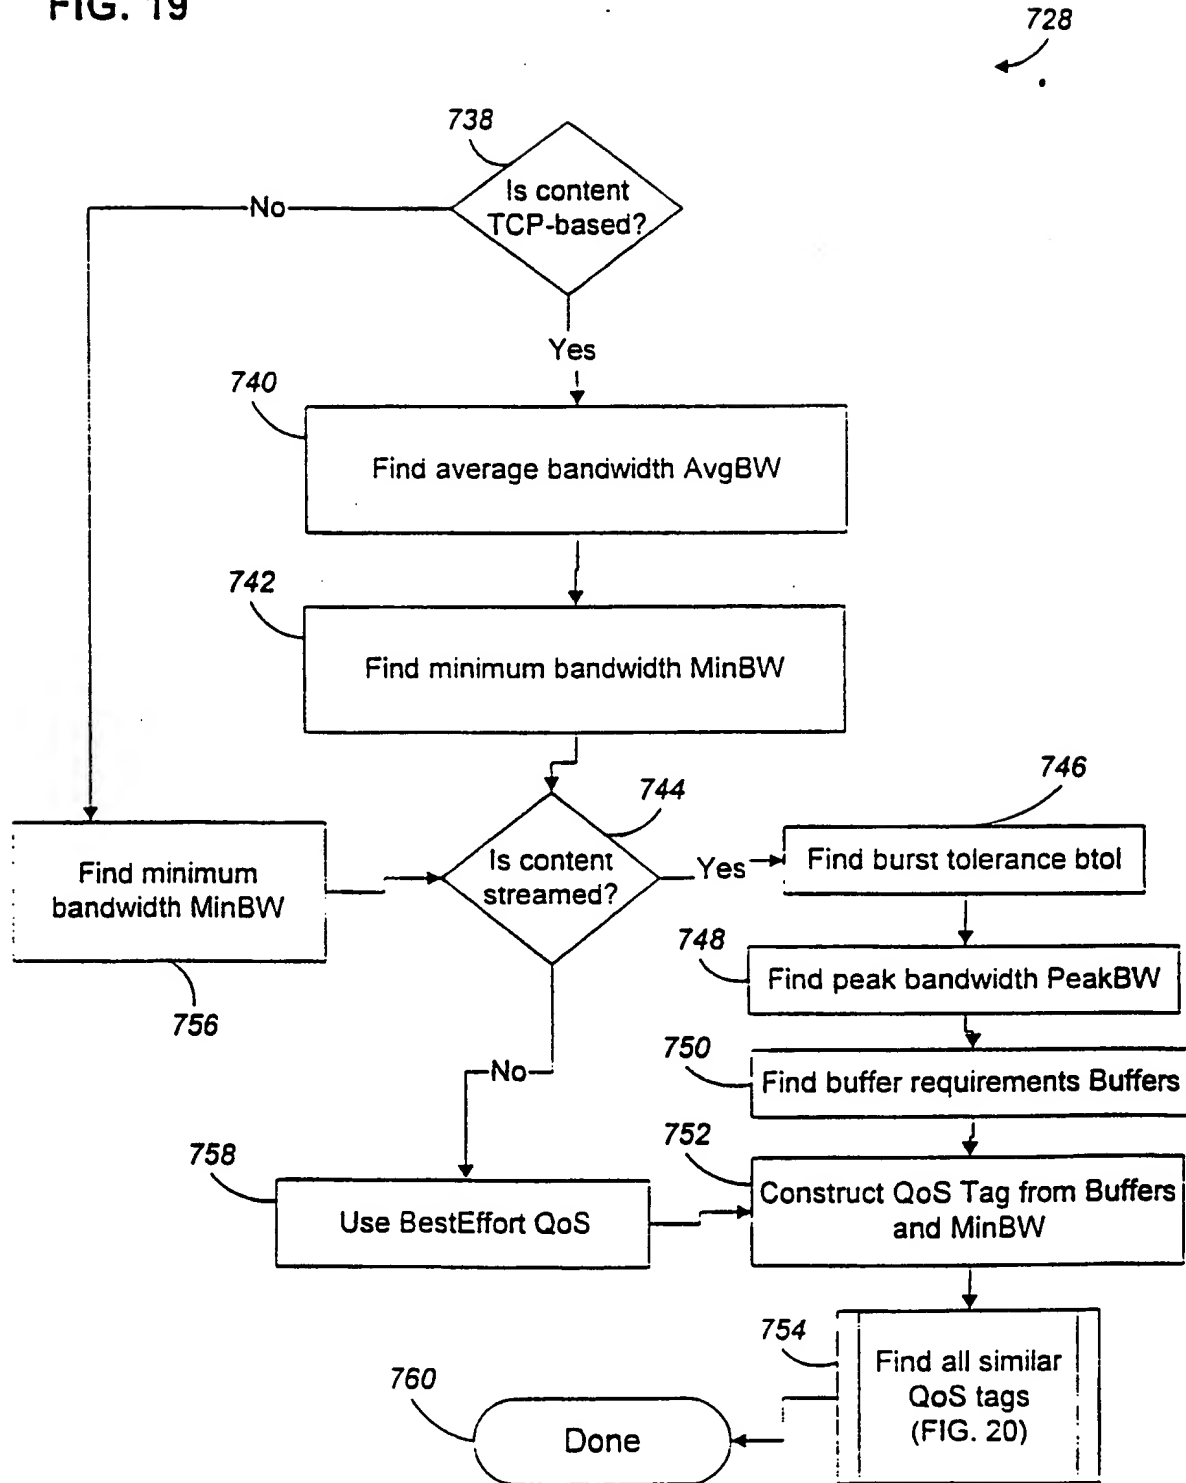 FIG. 19
728
738
Is content
TCP-based?
No
Yes
740
Find average bandwidth AvgBW
742
Find minimum bandwidth MinBW
744
Is content
streamed?
Yes
746
Find burst tolerance btol
Find minimum
bandwidth MinBW
756
748
Find peak bandwidth PeakBW
750
Find buffer requirements Buffers
No
752
Construct QoS Tag from Buffers
and MinBW
758
Use BestEffort QoS
754
Find all similar
QoS tags
(FIG. 20)
760
Done